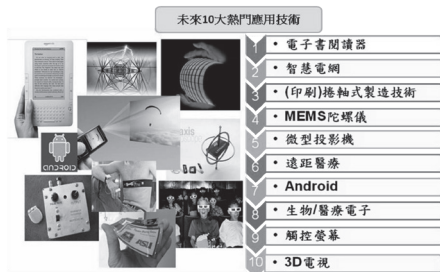 未來10大熱門應用技術
1 • 電子書閱讀器
2 • 智慧電網
3 • (印刷)捲軸式製造技術
4 • MEMS陀螺儀
5 • 微型投影機
6 • 遠距醫療
7 • Android
8 • 生物/醫療電子
9 • 觸控螢幕
10 • 3D電視
ANDROID